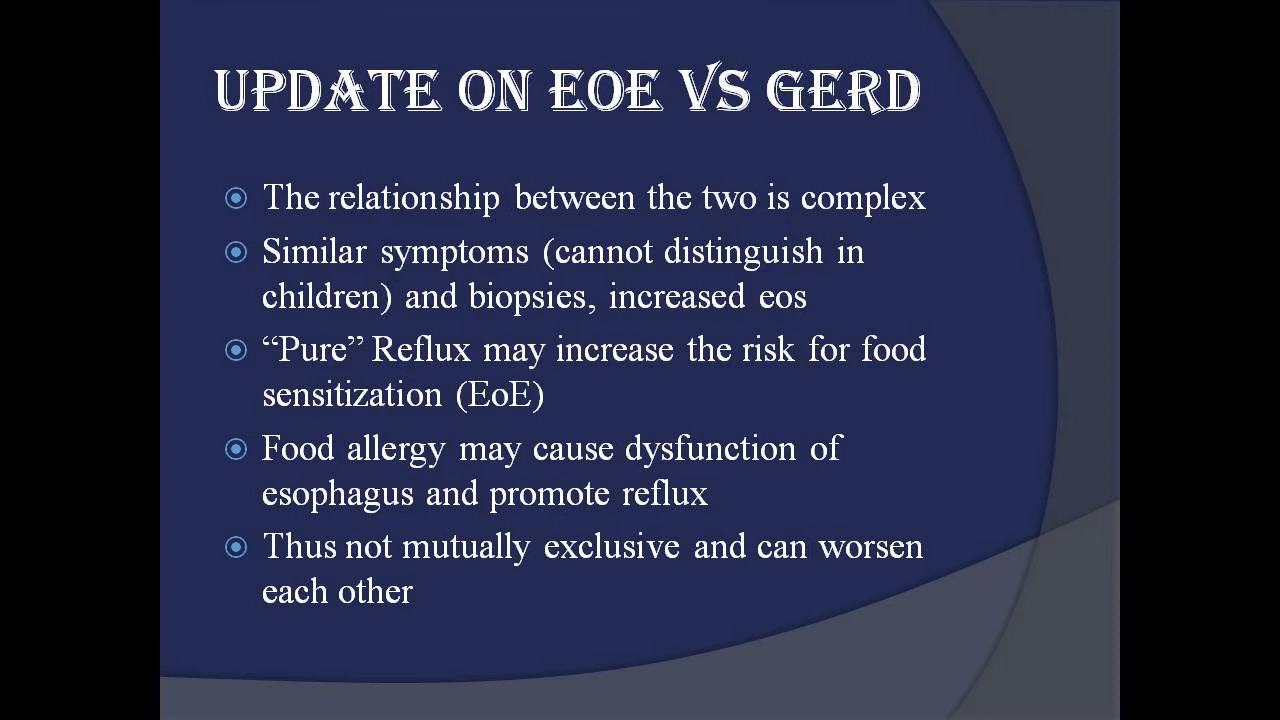 UPDATE ON EOE VS GERD
The relationship between the two is complex
Similar symptoms (cannot distinguish in
children) and biopsies, increased eos
“Pure” Reflux may increase the risk for food
sensitization (EoE)
Food allergy may cause dysfunction of
esophagus and promote reflux
Thus not mutually exclusive and can worsen
each other